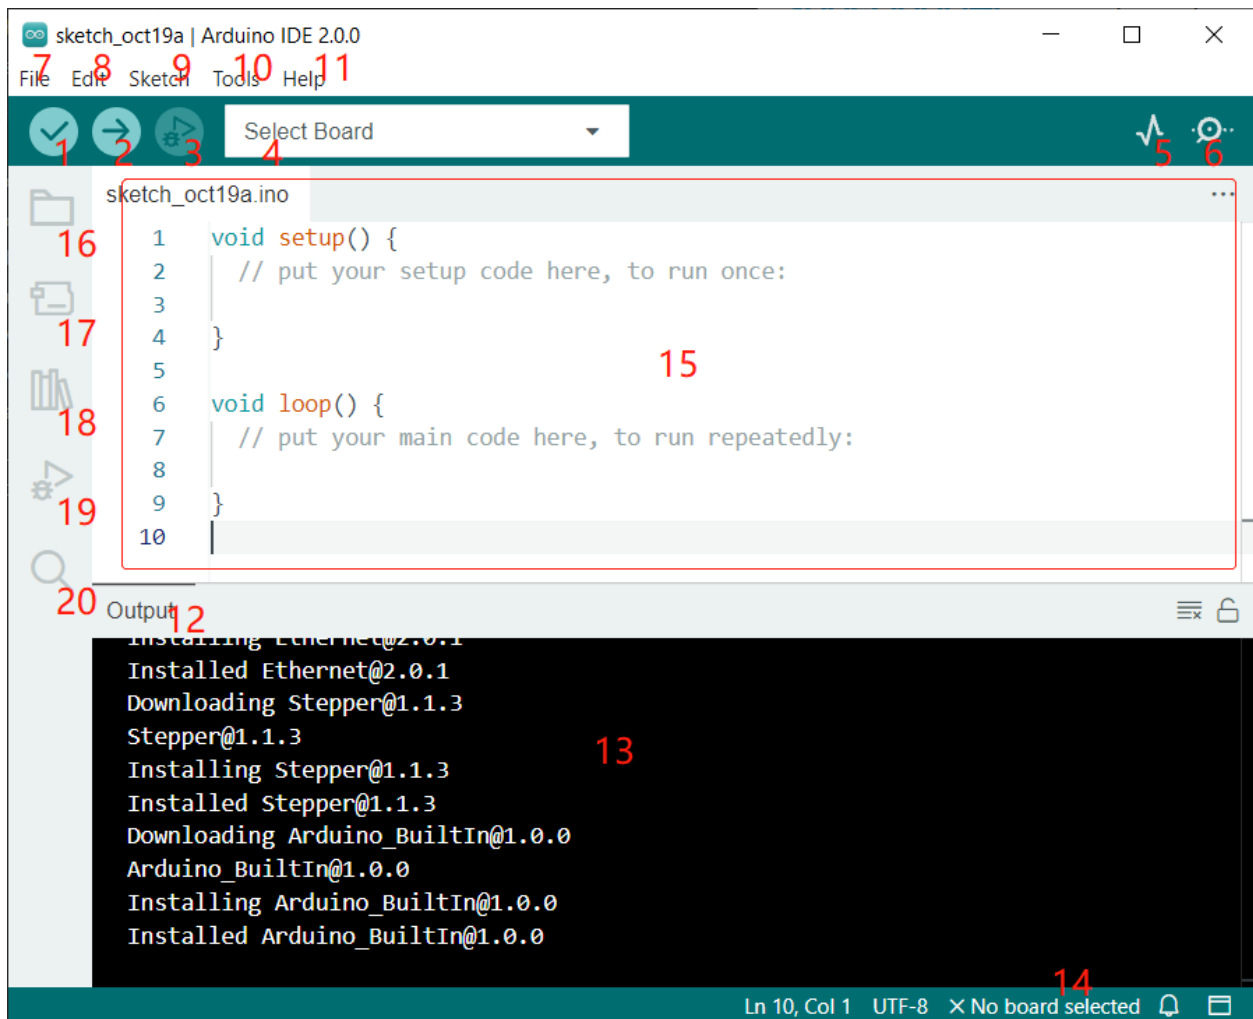 sketch_oct19a | Arduino IDE 2.0.0
7 8 9 10 11
File Edit Sketch Tools Help
Select Board
1 2 3 4 5 6
sketch_oct19a.ino
16
1 void setup() {
2 // put your setup code here, to run once:
3
17
4 }
15
5
6 void loop() {
18
7 // put your main code here, to run repeatedly:
8
9 }
19
10
20
Output
12
Installing Ethernet@2.0.1
Installed Ethernet@2.0.1
Downloading Stepper@1.1.3
Stepper@1.1.3
13
Installing Stepper@1.1.3
Installed Stepper@1.1.3
Downloading Arduino_BuiltIn@1.0.0
Arduino_BuiltIn@1.0.0
Installing Arduino_BuiltIn@1.0.0
Installed Arduino_BuiltIn@1.0.0
14
Ln 10, Col 1 UTF-8 No board selected